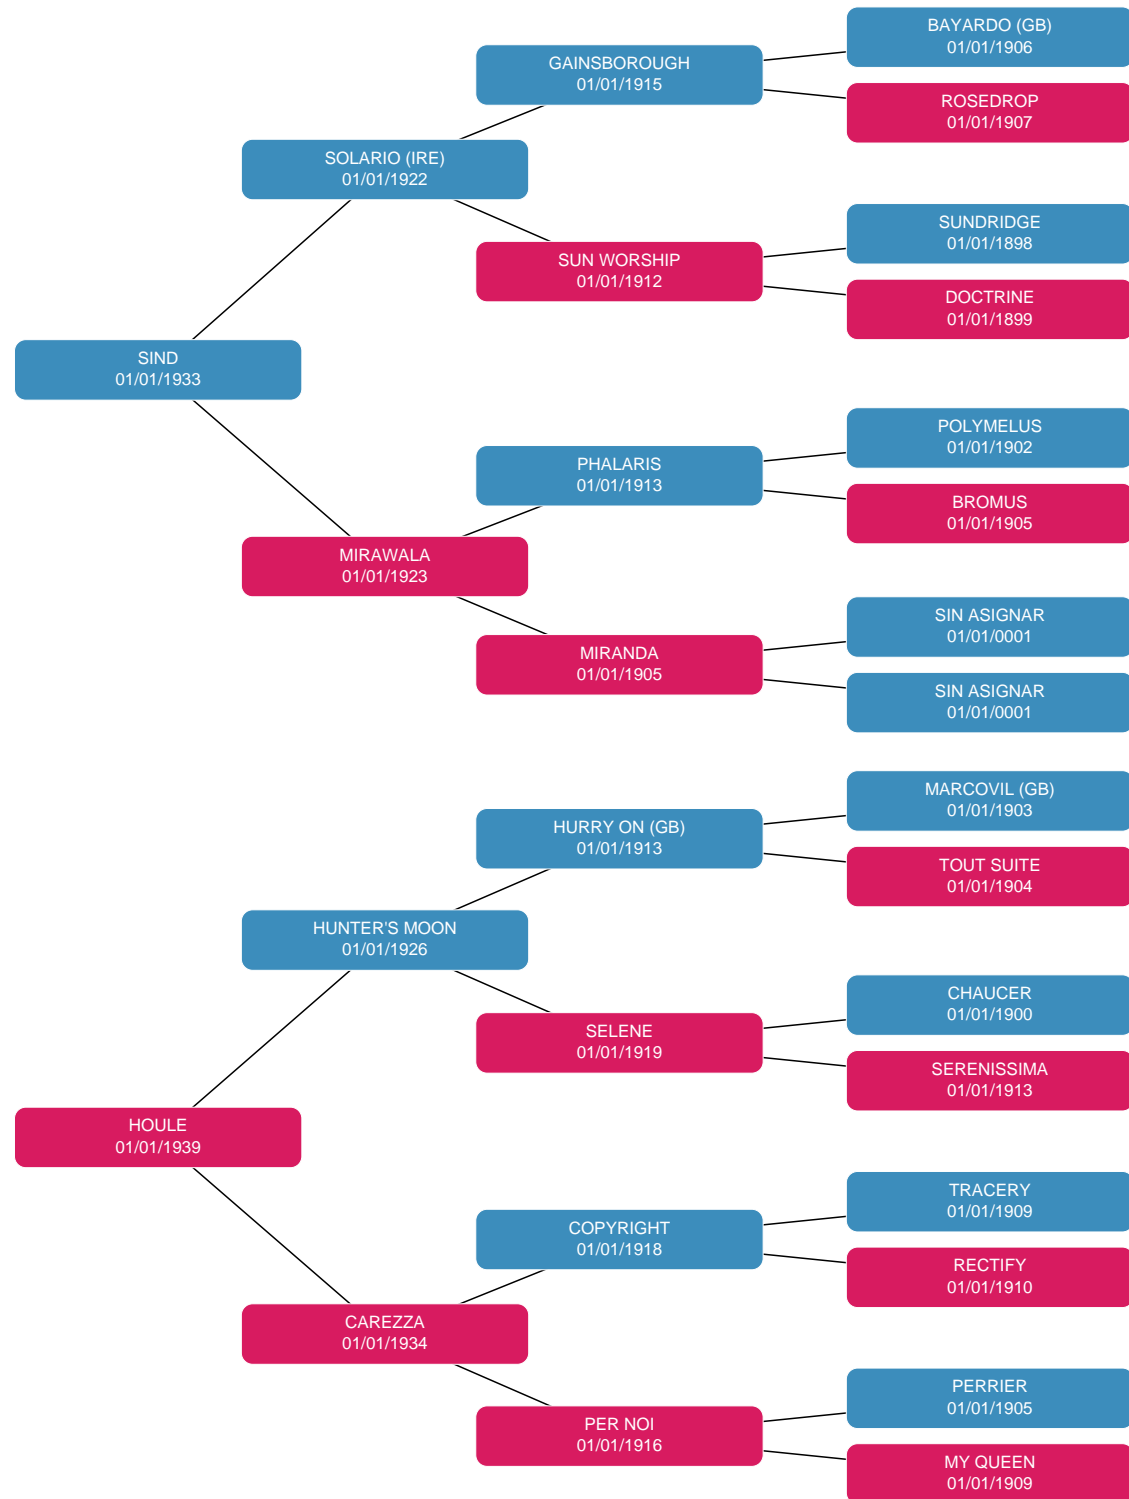 BAYARDO (GB)
01/01/1906
GAINSBOROUGH
01/01/1915
ROSEDROP
01/01/1907
SOLARIO (IRE)
01/01/1922
SUNDRIDGE
01/01/1898
SUN WORSHIP
01/01/1912
DOCTRINE
01/01/1899
SIND
01/01/1933
POLYMELUS
01/01/1902
PHALARIS
01/01/1913
BROMUS
01/01/1905
MIRAWALA
01/01/1923
SIN ASIGNAR
01/01/0001
MIRANDA
01/01/1905
SIN ASIGNAR
01/01/0001
MARCOVIL (GB)
01/01/1903
HURRY ON (GB)
01/01/1913
TOUT SUITE
01/01/1904
HUNTER'S MOON
01/01/1926
CHAUCER
01/01/1900
SELENE
01/01/1919
SERENISSIMA
01/01/1913
HOULE
01/01/1939
TRACERY
01/01/1909
COPYRIGHT
01/01/1918
RECTIFY
01/01/1910
CAREZZA
01/01/1934
PERRIER
01/01/1905
PER NOI
01/01/1916
MY QUEEN
01/01/1909